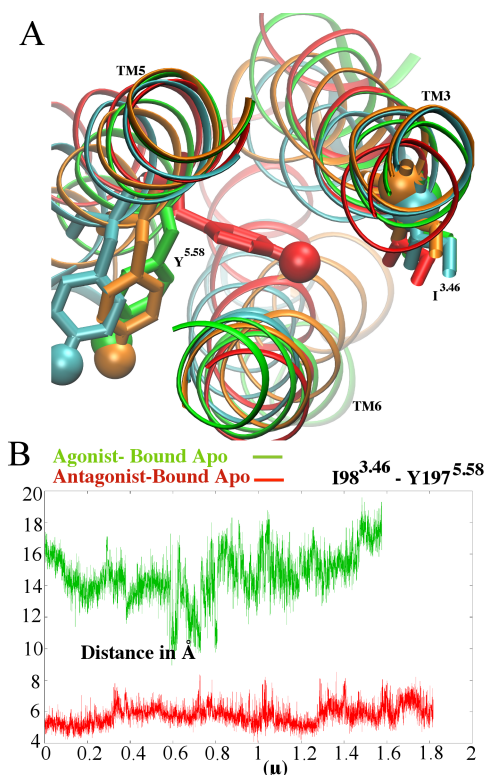 A
TM5
TM3
Y5.58
I3.46
TM6
B
Agonist- Bound Apo
Antagonist-Bound Apo
I983.46 - Y1975.58
20
18
16
14
12
10
8
6
4
Distance in Å
0 0.2 0.4 0.6 0.8 1 1.2 1.4 1.6 1.8 2
(μ)